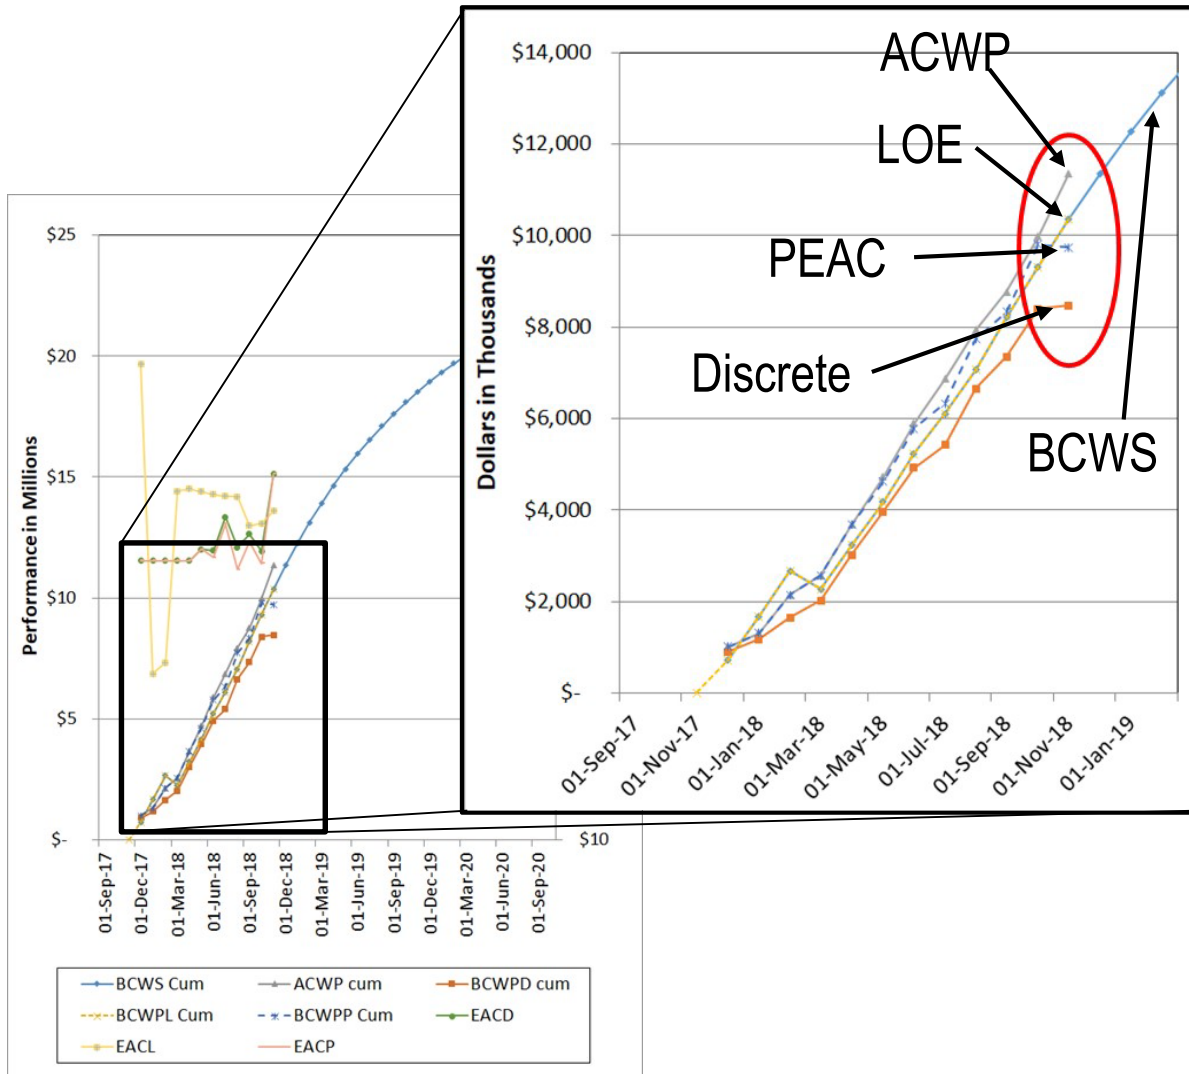 $14,000
$12,000
$10,000
$8,000
$6,000
$4,000
$2,000
$-
Dollars in Thousands
ACWP
LOE
PEAC
Discrete
BCWS
01-Sep-17
01-Nov-17
01-Jan-18
01-Mar-18
01-May-18
01-Jul-18
01-Sep-18
01-Nov-18
01-Jan-19
$25
$20
$15
$10
$5
$-
Performance in Millions
$10
01-Sep-17
01-Dec-17
01-Mar-18
01-Jun-18
01-Sep-18
01-Dec-18
01-Mar-19
01-Jun-19
01-Sep-19
01-Dec-19
01-Mar-20
01-Jun-20
01-Sep-20
BCWS Cum
ACWP cum
BCWPD cum
BCWPL Cum
BCWPP Cum
EACD
EACL
EACP